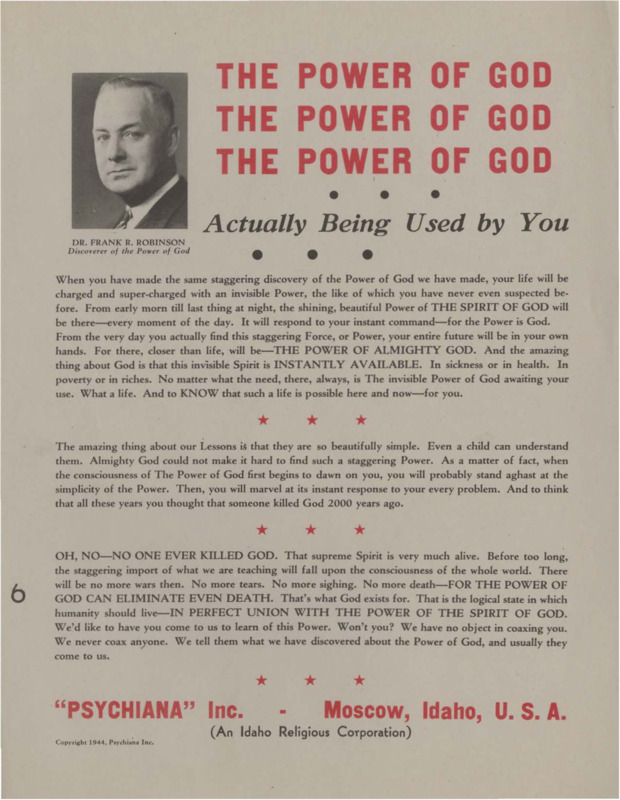 THE POWER OF GOD
THE POWER OF GOD
THE POWER OF GOD
• • •
Actually Being Used by You
• • •
DR. FRANK R. ROBINSON
Discoverer of the Power of God
When you have made the same staggering discovery of the Power of God we have made, your life will be
charged and super-charged with an invisible Power, the like of which you have never even suspected be-
fore. From early morn till last thing at night, the shining, beautiful Power of THE SPIRIT OF GOD will
be there—every moment of the day. It will respond to your instant command—for the Power is God.
From the very day you actually find this staggering Force, or Power, your entire future will be in your own
hands. For there, closer than life, will be—THE POWER OF ALMIGHTY GOD. And the amazing
thing about God is that this invisible Spirit is INSTANTLY AVAILABLE. In sickness or in health. In
poverty or in riches. No matter what the need, there, always, is The invisible Power of God awaiting your
use. What a life. And to KNOW that such a life is possible here and now—for you.
★ ★ ★
The amazing thing about our Lessons is that they are so beautifully simple. Even a child can understand
them. Almighty God could not make it hard to find such a staggering Power. As a matter of fact, when
the consciousness of The Power of God first begins to dawn on you, you will probably stand aghast at the
simplicity of the Power. Then, you will marvel at its instant response to your every problem. And to think
that all these years you thought that someone killed God 2000 years ago.
★ ★ ★
OH, NO—NO ONE EVER KILLED GOD. That supreme Spirit is very much alive. Before too long,
the staggering import of what we are teaching will fall upon the consciousness of the whole world. There
will be no more wars then. No more tears. No more sighing. No more death—FOR THE POWER OF
GOD CAN ELIMINATE EVEN DEATH. That's what God exists for. That is the logical state in which
humanity should live—IN PERFECT UNION WITH THE POWER OF THE SPIRIT OF GOD.
We'd like to have you come to us to learn of this Power. Won't you? We have no object in coaxing you.
We never coax anyone. We tell them what we have discovered about the Power of God, and usually they
come to us.
6
★ ★ ★
"PSYCHIANA" Inc. - Moscow, Idaho, U. S. A.
(An Idaho Religious Corporation)
Copyright 1944, Psychiana Inc.